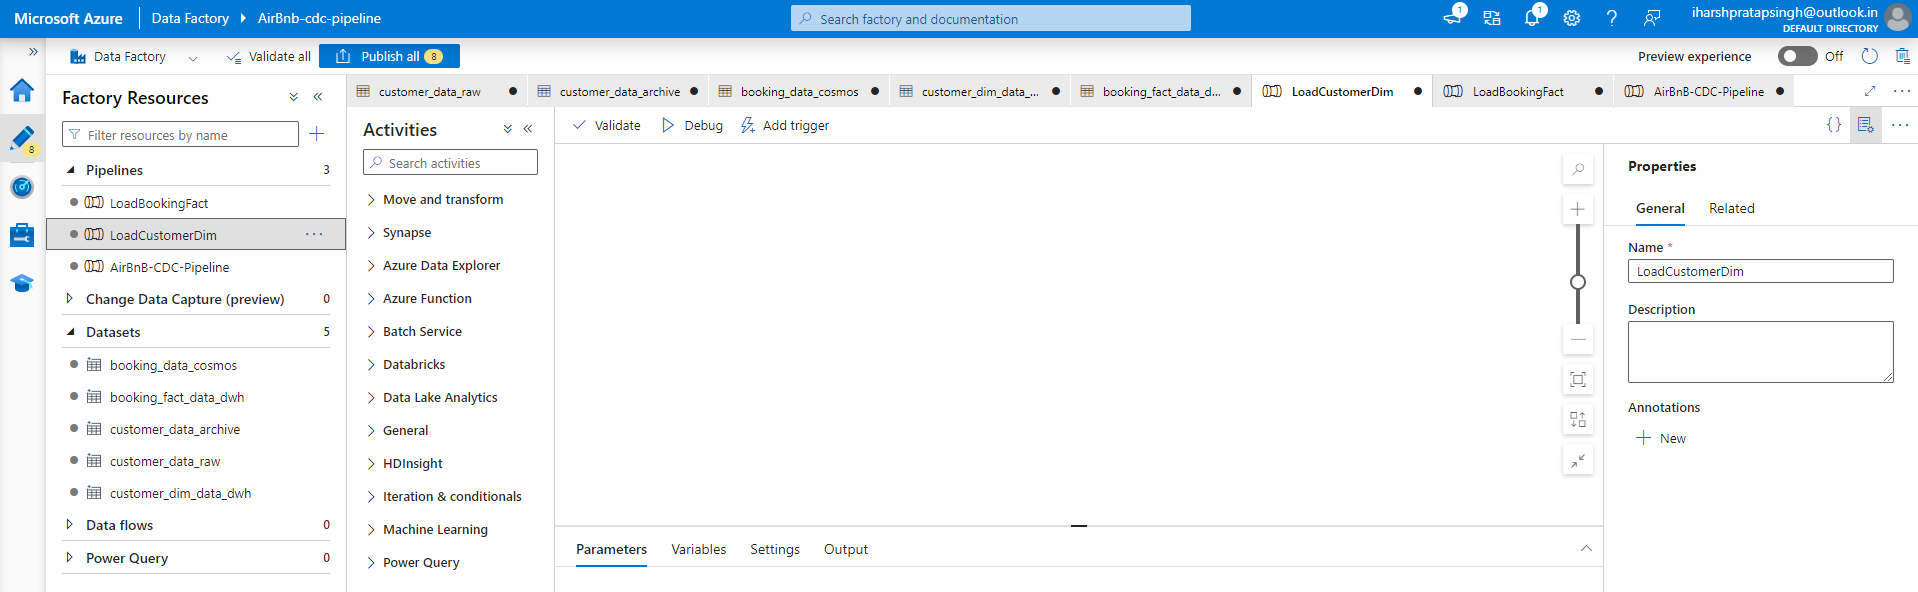 Microsoft Azure
Data Factory
AirBnb-cdc-pipeline
Search factory and documentation
1
1
iharshpratapsingh@outlook.in
DEFAULT DIRECTORY
Data Factory
Validate all
Publish all 8
Preview experience
Off
8
Factory Resources
Filter resources by name
Pipelines 3
LoadBookingFact
LoadCustomerDim
AirBnB-CDC-Pipeline
Change Data Capture (preview) 0
Datasets 5
booking_data_cosmos
booking_fact_data_dwh
customer_data_archive
customer_data_raw
customer_dim_data_dwh
Data flows 0
Power Query 0
customer_data_raw
customer_data_archive
booking_data_cosmos
customer_dim_data_...
booking_fact_data_d...
LoadCustomerDim
LoadBookingFact
AirBnB-CDC-Pipeline
Activities
Search activities
Move and transform
Synapse
Azure Data Explorer
Azure Function
Batch Service
Databricks
Data Lake Analytics
General
HDInsight
Iteration & conditionals
Machine Learning
Power Query
Validate
Debug
Add trigger
{}
Parameters
Variables
Settings
Output
Properties
General
Related
Name *
LoadCustomerDim
Description
Annotations
New